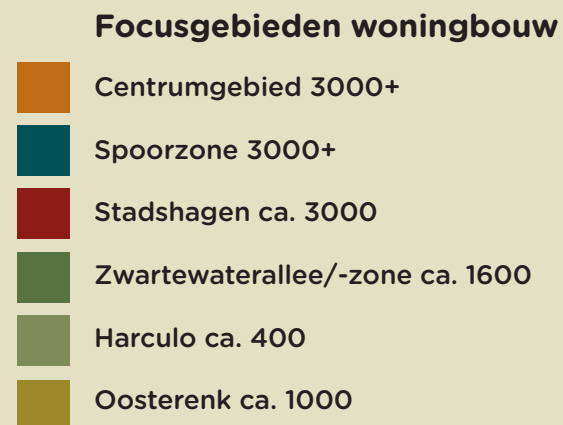 Focusgebieden woningbouw
Centrumgebied 3000+
Spoorzone 3000+
Stadshagen ca. 3000
Zwartewaterallee/-zone ca. 1600
Harculo ca. 400
Oosterenk ca. 1000